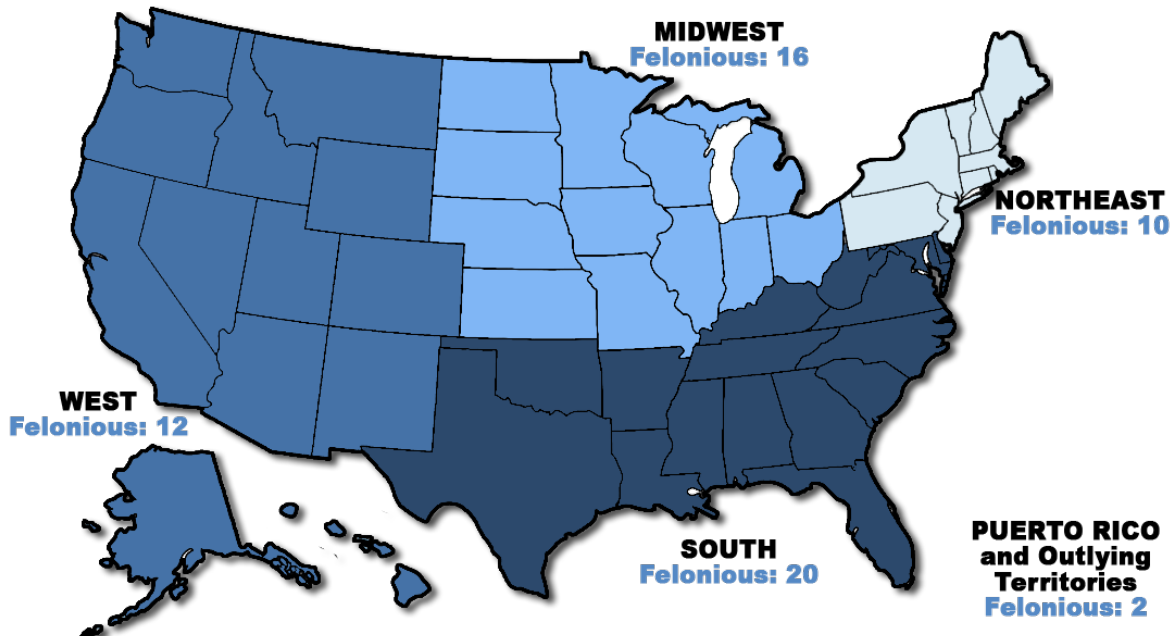 MIDWEST
Felonious: 16
NORTHEAST
Felonious: 10
WEST
Felonious: 12
SOUTH
Felonious: 20
PUERTO RICO
and Outlying
Territories
Felonious: 2